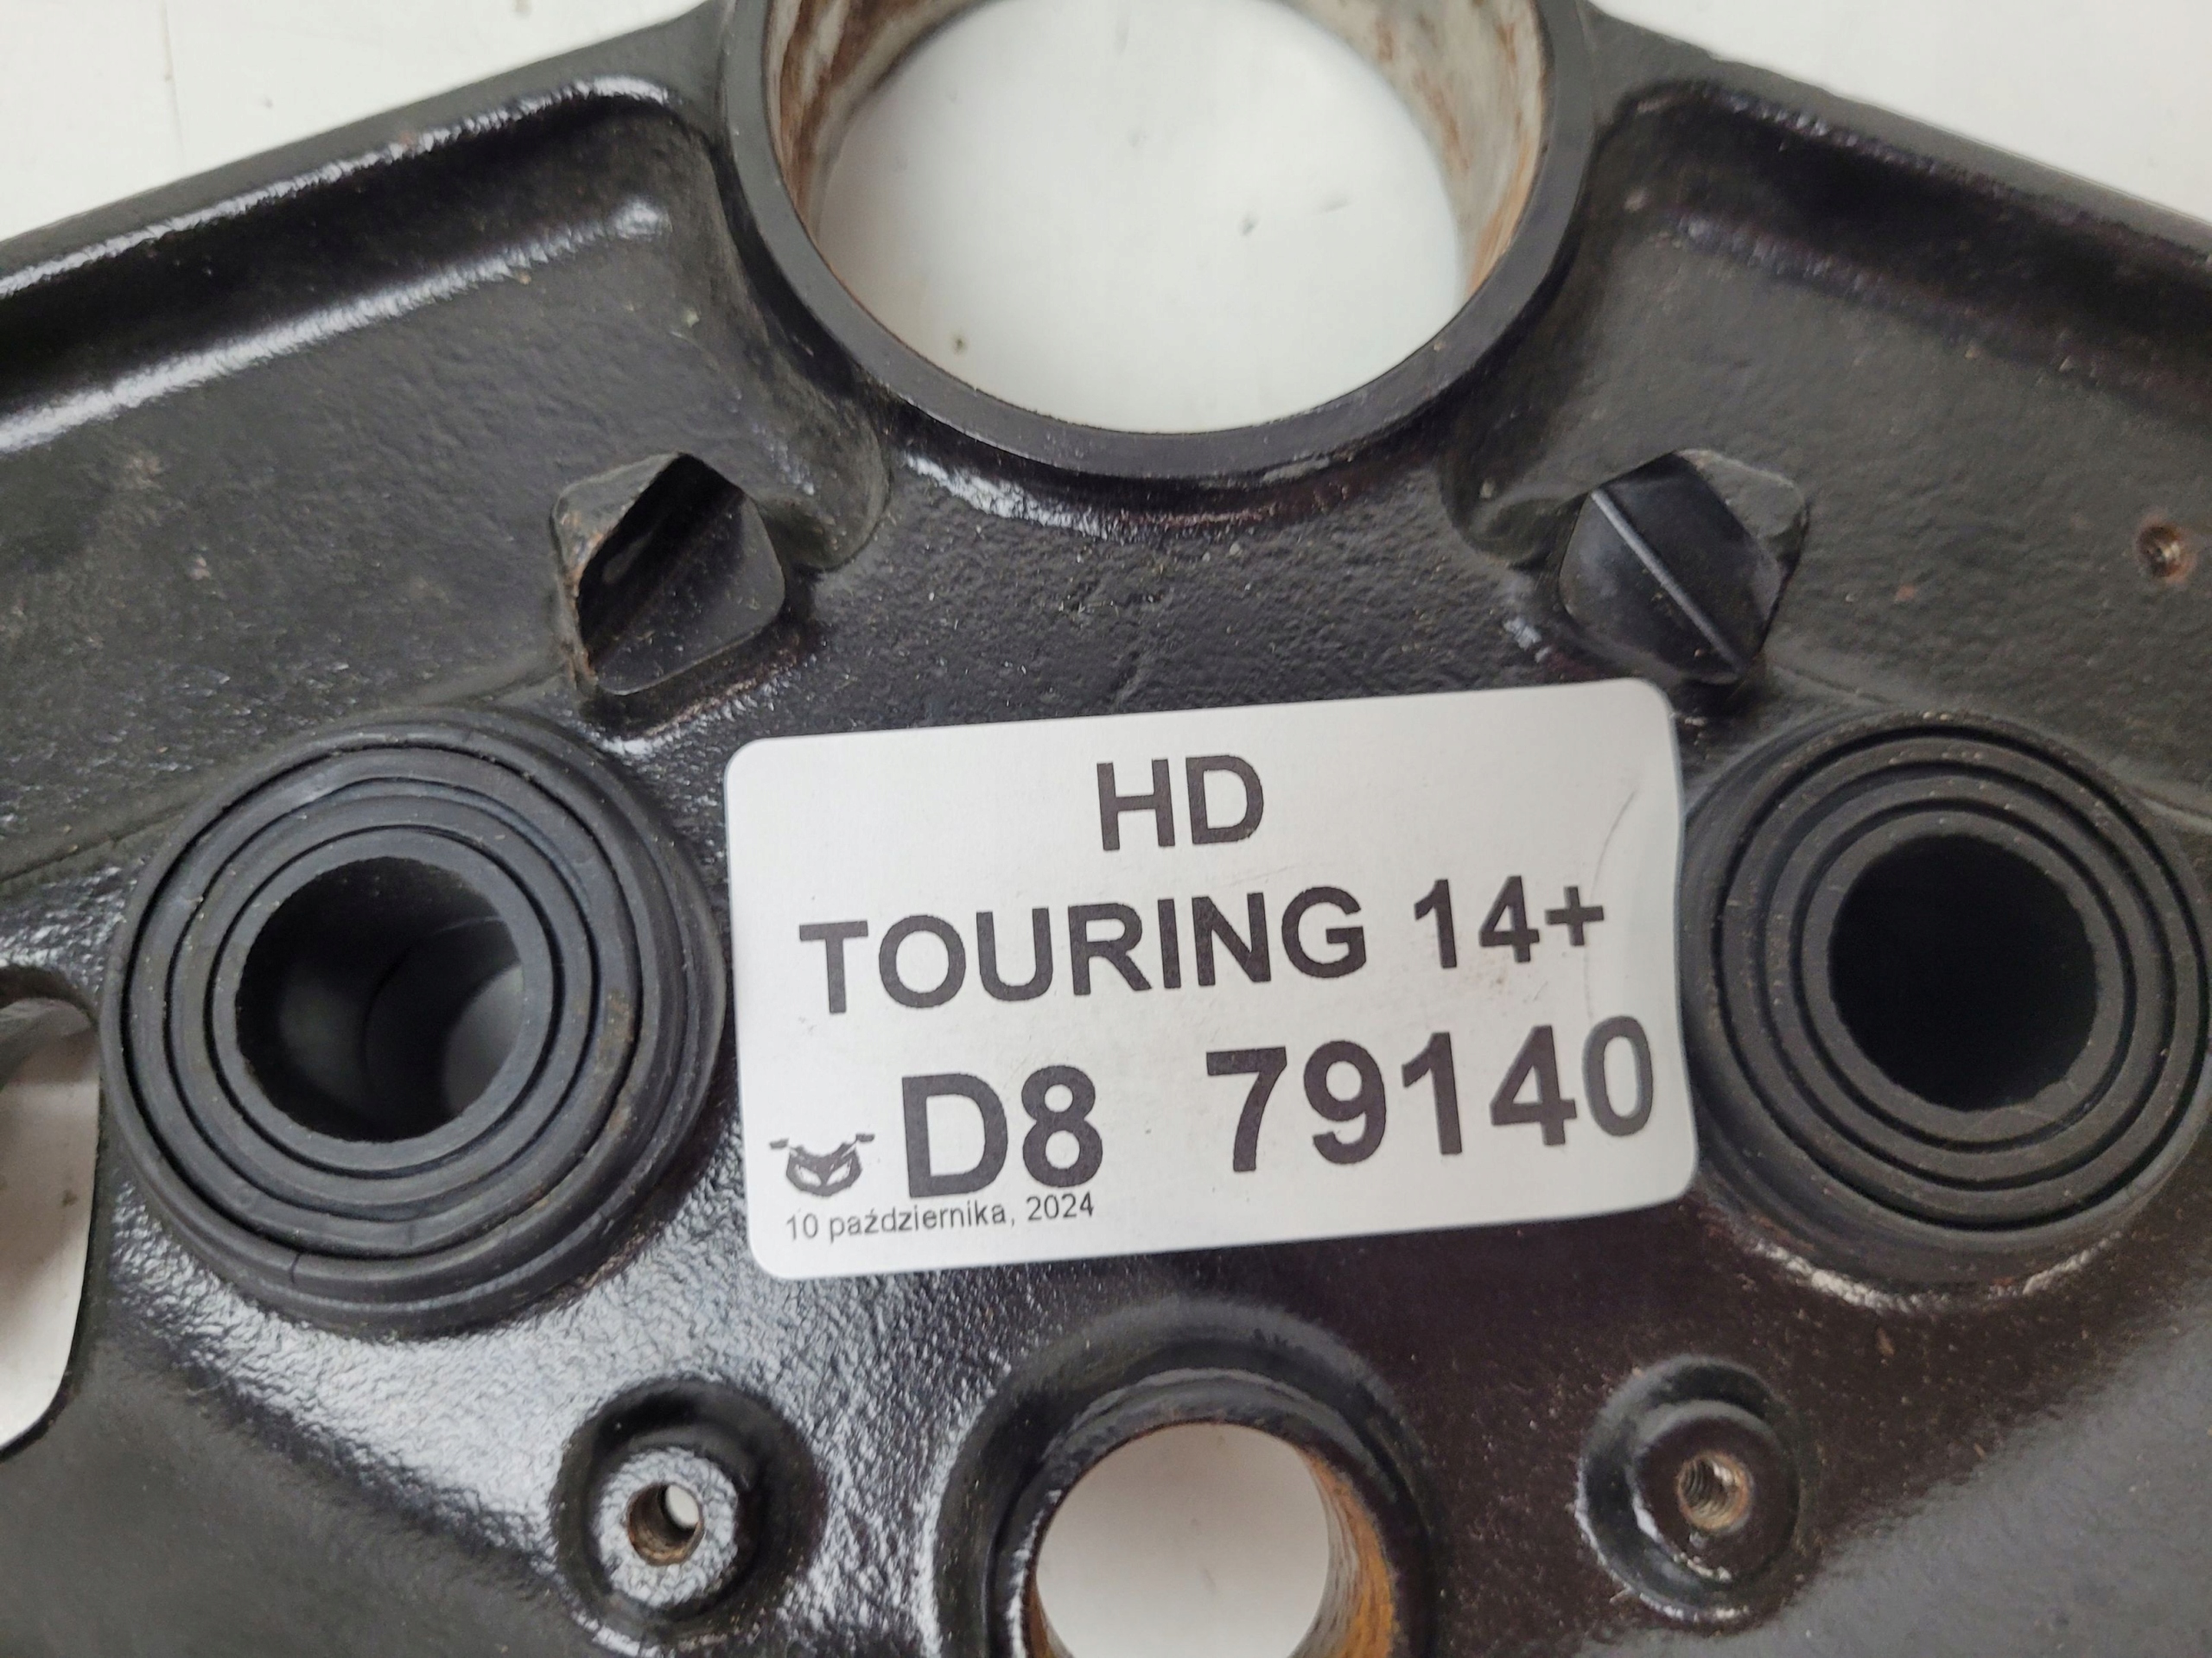 HD
TOURING 14+
D8 79140
10 października, 2024